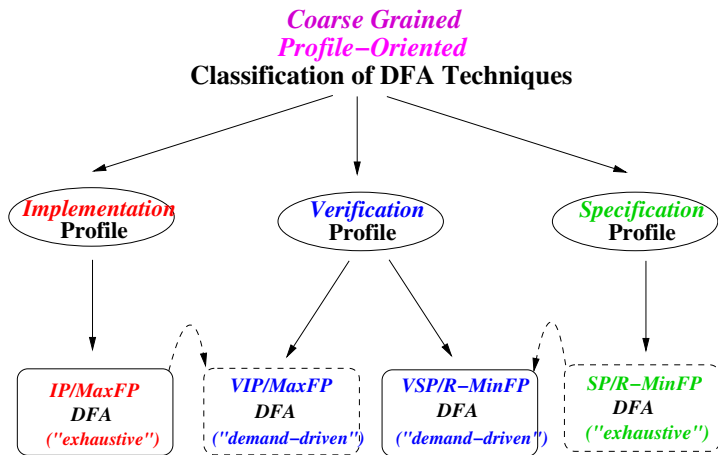 Coarse Grained
Profile−Oriented
Classification of DFA Techniques
Implementation
Profile
Verification
Profile
Specification
Profile
IP/MaxFP
DFA
("exhaustive")
VIP/MaxFP
DFA
("demand−driven")
VSP/R−MinFP
DFA
("demand−driven")
SP/R−MinFP
DFA
("exhaustive")